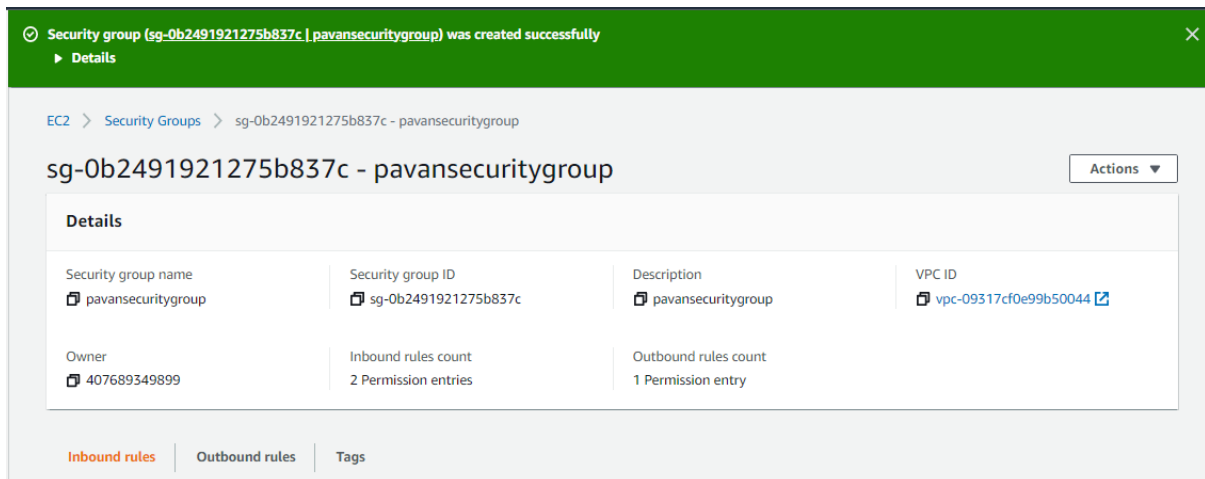 Security group (sg-0b2491921275b837c | pavansecuritygroup) was created successfully
Details
EC2 > Security Groups > sg-0b2491921275b837c - pavansecuritygroup
sg-0b2491921275b837c - pavansecuritygroup
Actions
Details
Security group name Security group ID Description VPC ID
pavansecuritygroup sg-0b2491921275b837c pavansecuritygroup vpc-09317cf0e99b50044
Owner Inbound rules count Outbound rules count
407689349899 2 Permission entries 1 Permission entry
Inbound rules Outbound rules Tags